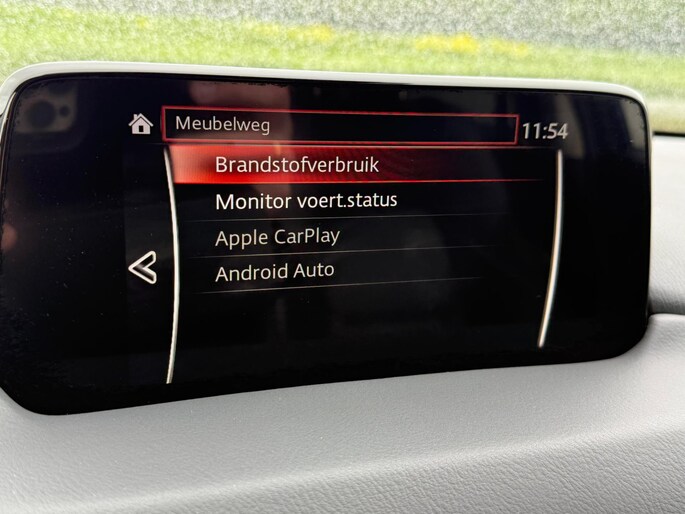 Meubelweg
11:54
Brandstofverbruik
Monitor voert.status
Apple CarPlay
Android Auto